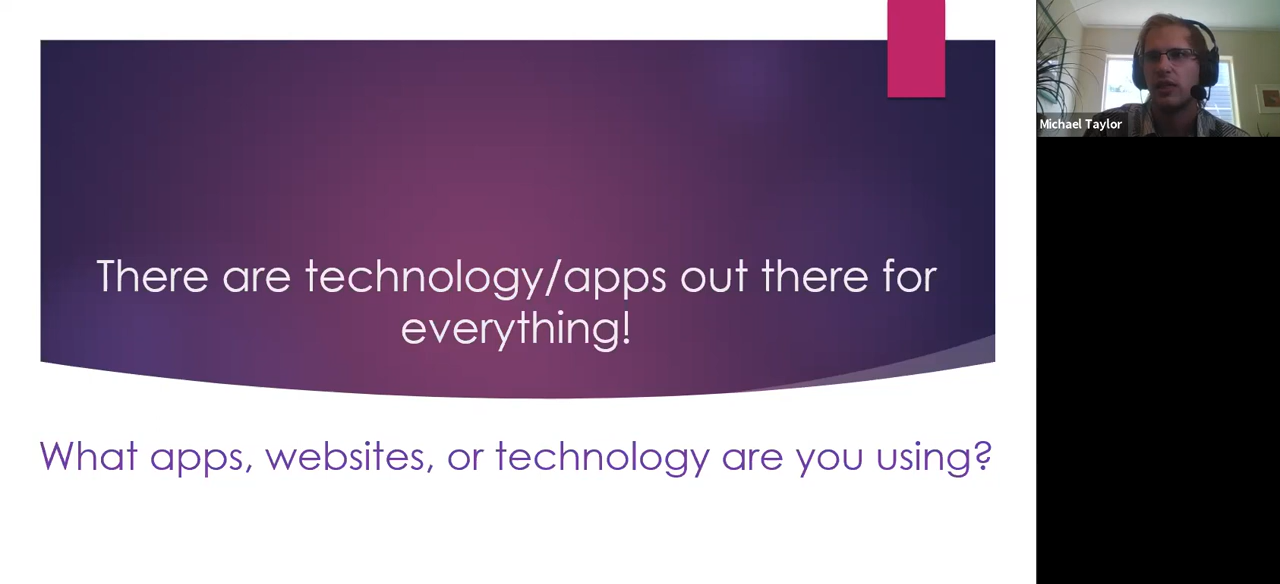 There are technology/apps out there for
everything!
What apps, websites, or technology are you using?
Michael Taylor